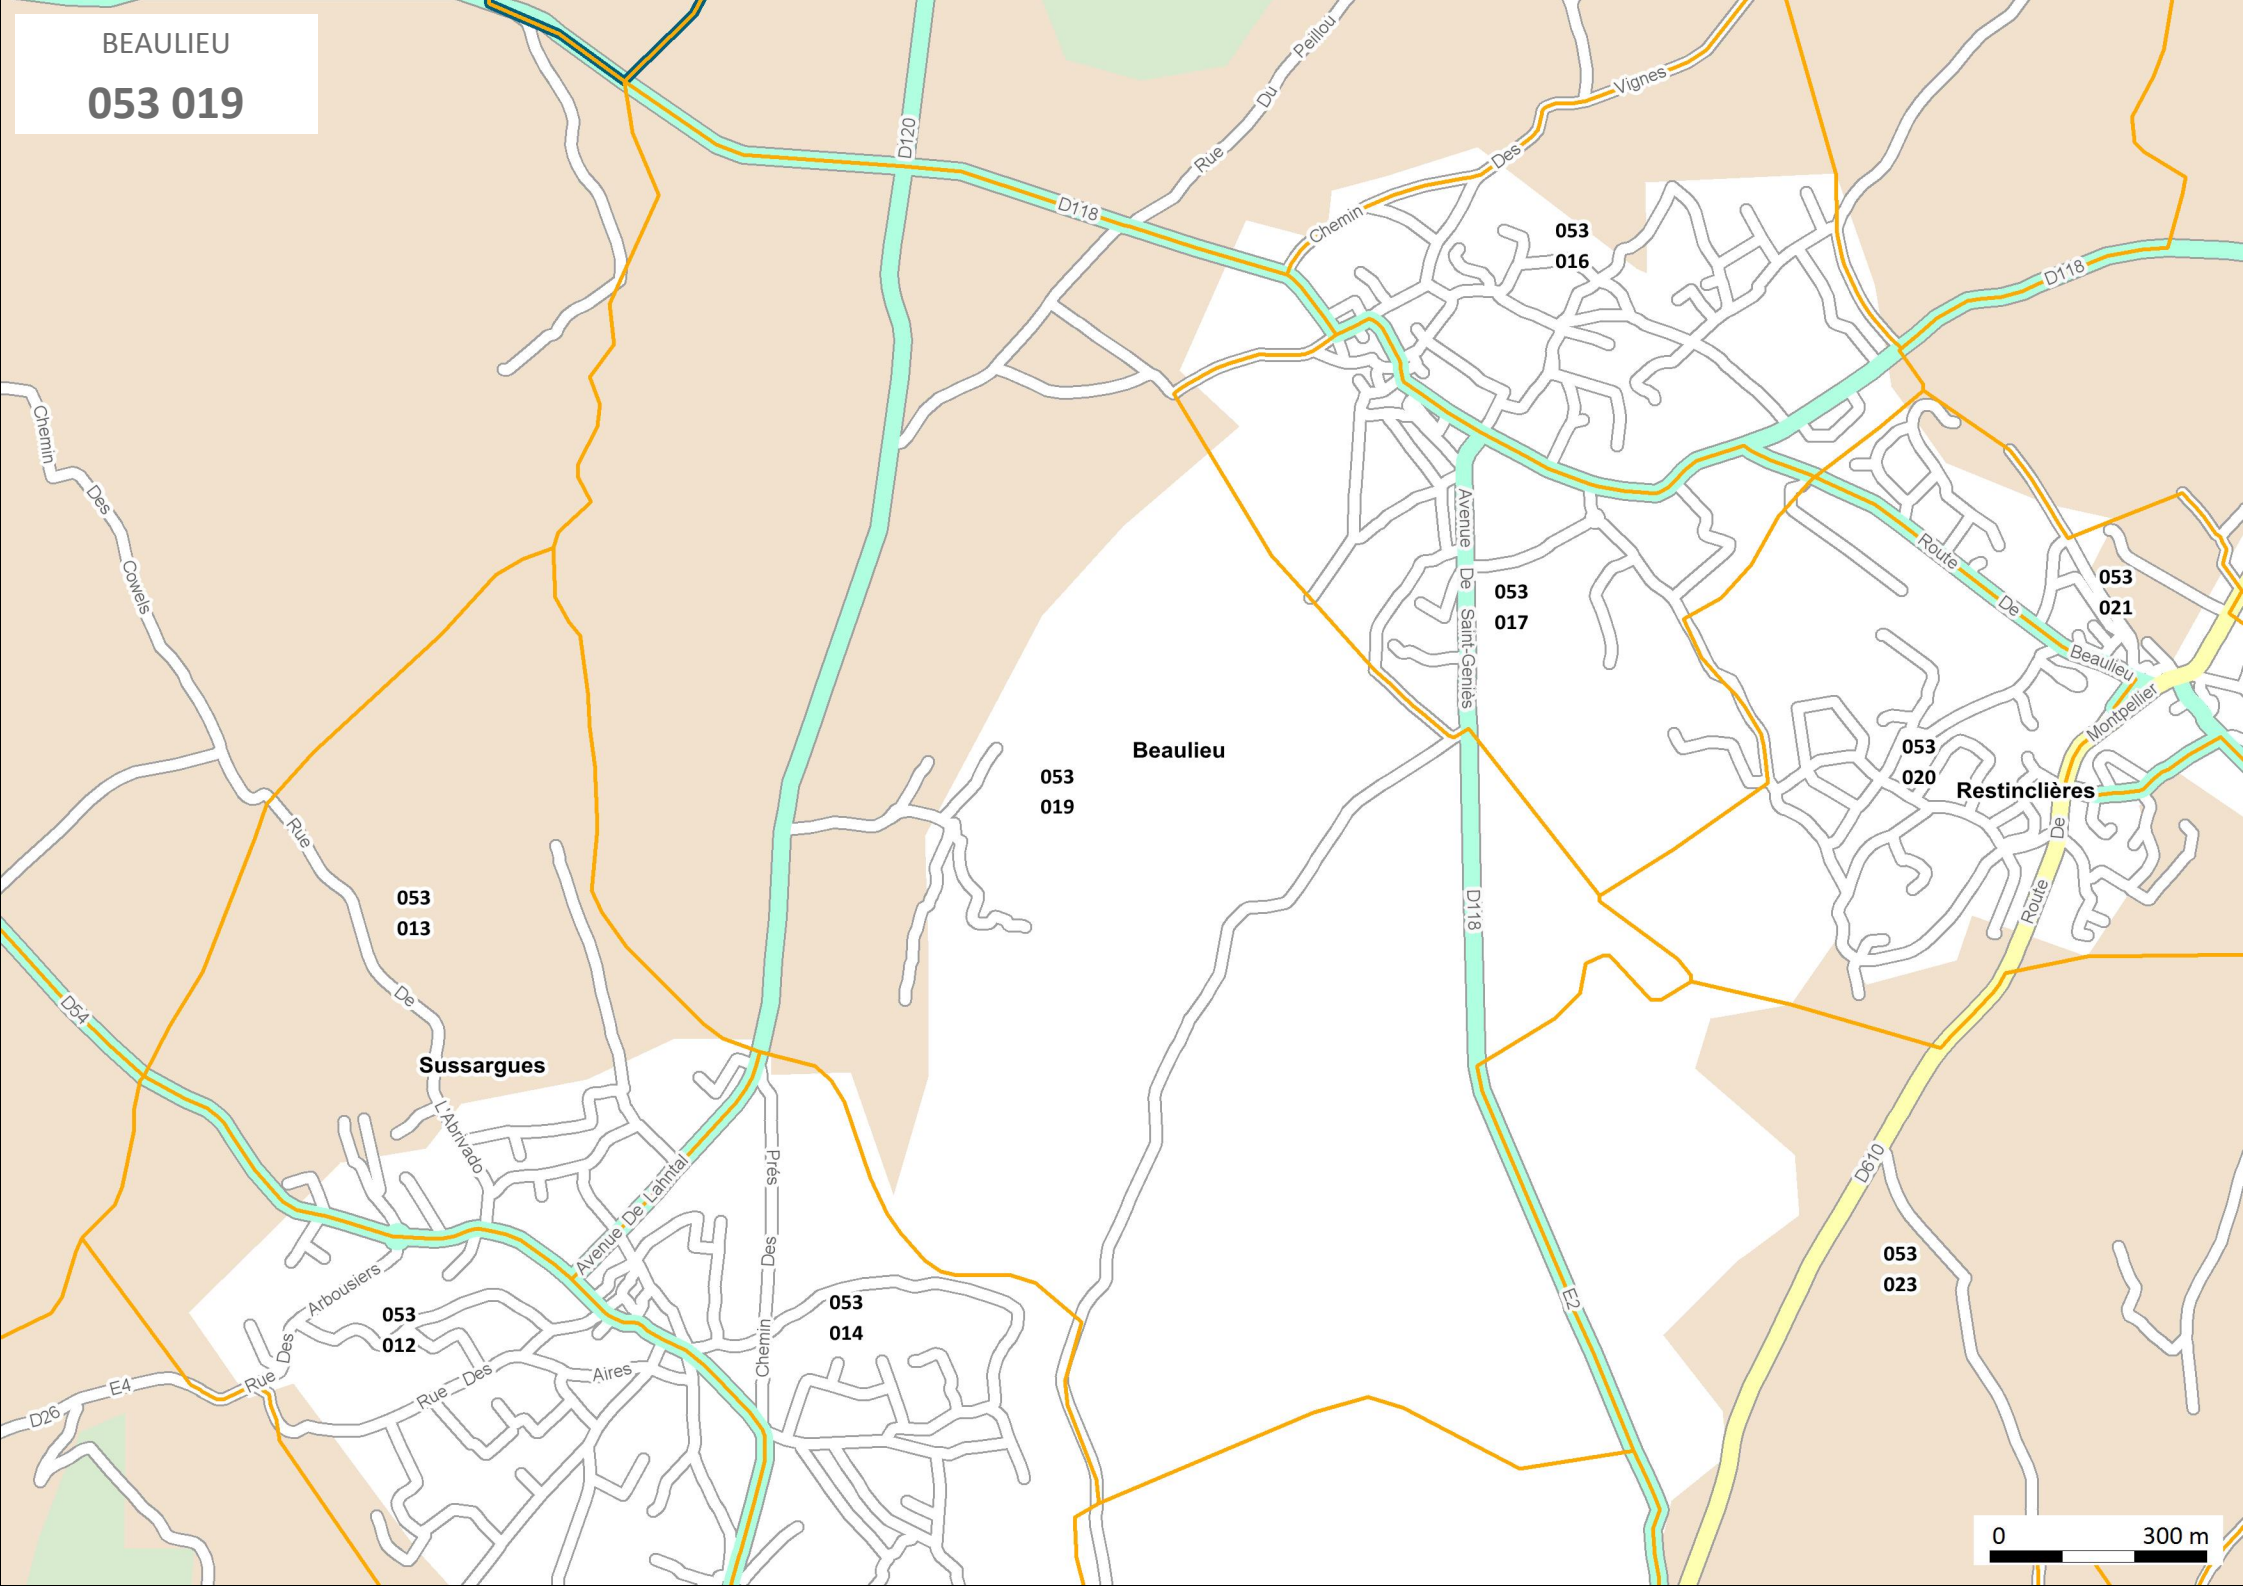 BEAULIEU
053 019
D120
Rue Du Peillou
Chemin Des Vignes
D118
053
016
D118
Chemin Des Cowels
Avenue De Saint-Geniès
Route De Beaulieu
053
017
053
021
Beaulieu
053
019
Montpellier
053
020
Restinclières
Rue De L'Abrivado
053
013
De
Route
D118
D54
Sussargues
D610
Prés
Avenue De Lahntal
Des
Chemin
053
023
E2
Arbousiers
Des
Rue
053
012
053
014
Rue Des Aires
E4
D26
0 300 m